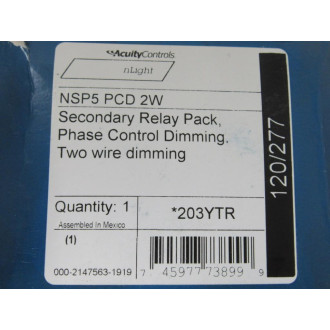 AcuityControls
nLight
NSP5 PCD 2W
Secondary Relay Pack,
Phase Control Dimming,
Two wire dimming
120/277
Quantity: 1
*203YTR
Assembled in Mexico
(1)
000-2147563-1919
7 45977 73899 9